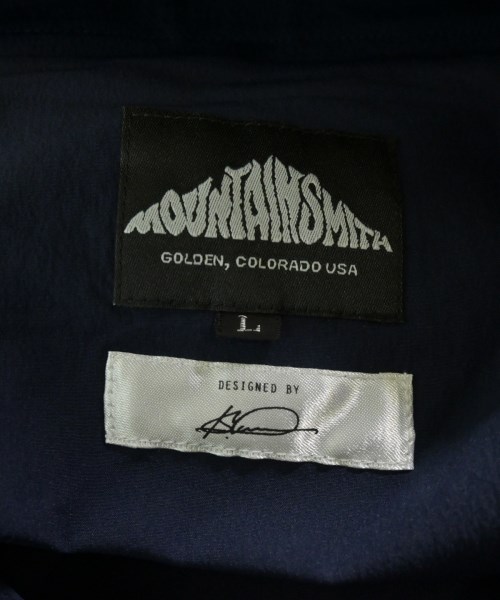 MOUNTAINSMITH
GOLDEN, COLORADO USA
L
DESIGNED BY